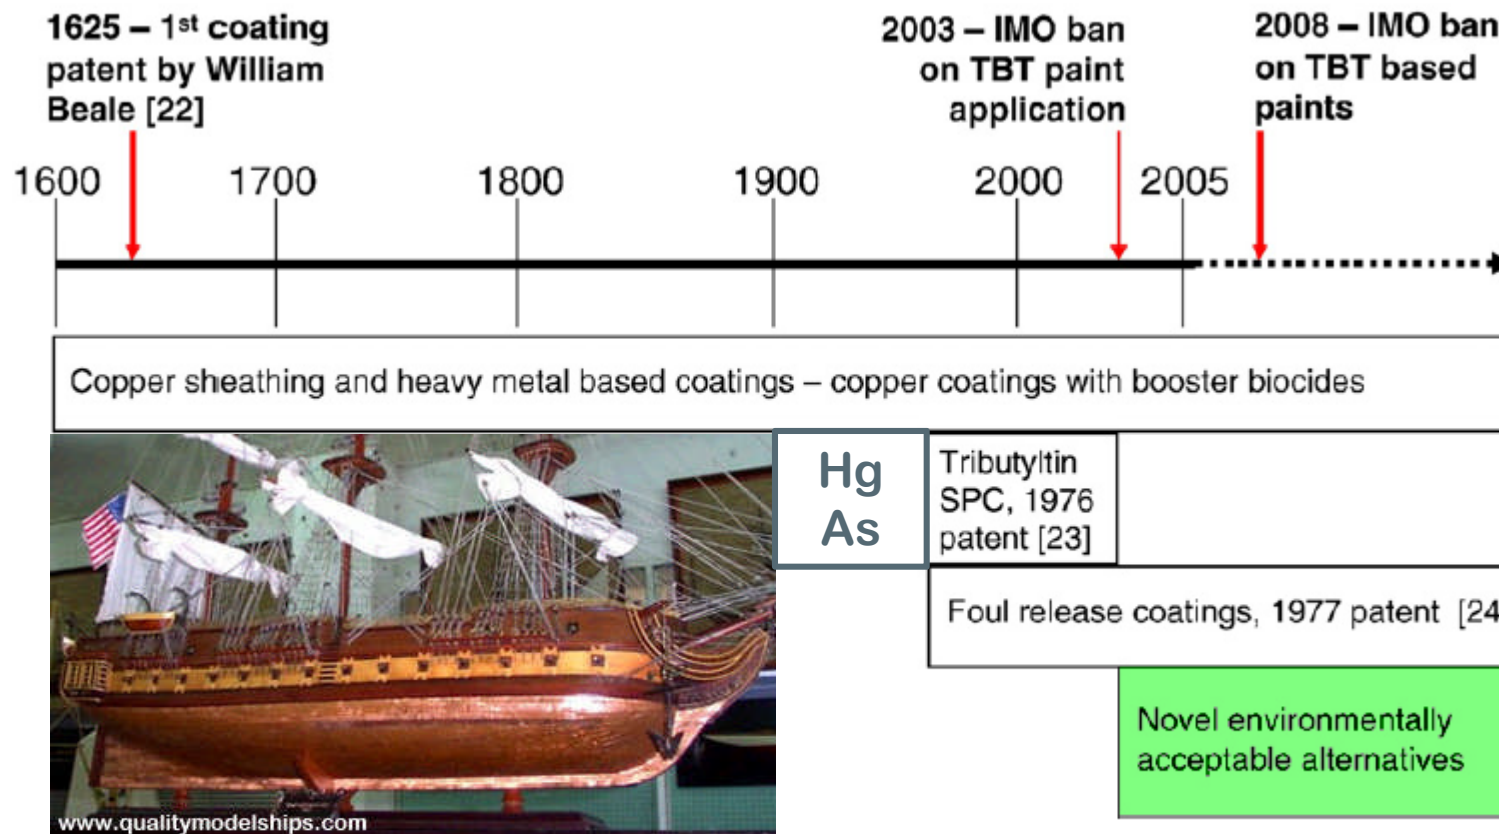 1625 – 1st coating
patent by William
Beale [22]
2003 – IMO ban
on TBT paint
application
2008 – IMO ban
on TBT based
paints
1600
1700
1800
1900
2000
2005
Copper sheathing and heavy metal based coatings – copper coatings with booster biocides
Hg
As
Tributyltin
SPC, 1976
patent [23]
Foul release coatings, 1977 patent [24
Novel environmentally
acceptable alternatives
www.qualitymodelships.com